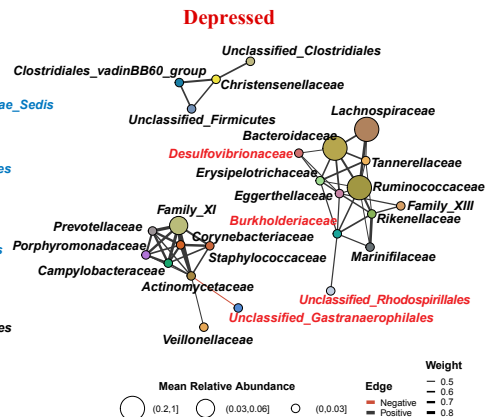 Depressed
Unclassified_Clostridiales
Clostridiales_vadinBB60_group
Christensenellaceae
ae_Sedis
Unclassified_Firmicutes
Lachnospiraceae
Bacteroidaceae
Desulfovibrionaceae
Tannerellaceae
es
Erysipelotrichaceae
Ruminococcaceae
Eggerthellaceae
Family_XIII
Family_XI
Burkholderiaceae
Rikenellaceae
Prevotellaceae
Corynebacteriaceae
s
Porphyromonadaceae
Staphylococcaceae
Marinifilaceae
Campylobacteraceae
Actinomycetaceae
Unclassified_Rhodospirillales
Unclassified_Gastranaerophilales
es
Veillonellaceae
Weight
Mean Relative Abundance
Edge
0.5
0.6
(0.2,1]
(0.03,0.06]
(0,0.03]
Negative
0.7
Positive
0.8